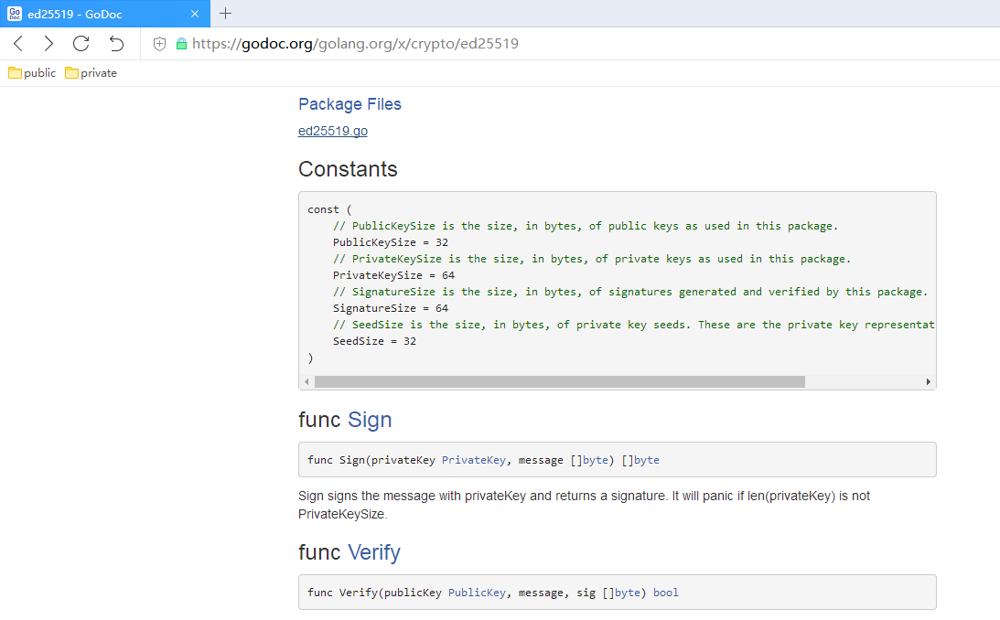 Go Doc ed25519 - GoDoc
https://godoc.org/golang.org/x/crypto/ed25519
public private
Package Files
ed25519.go
Constants
const (
// PublicKeySize is the size, in bytes, of public keys as used in this package.
PublicKeySize = 32
// PrivateKeySize is the size, in bytes, of private keys as used in this package.
PrivateKeySize = 64
// SignatureSize is the size, in bytes, of signatures generated and verified by this package.
SignatureSize = 64
// SeedSize is the size, in bytes, of private key seeds. These are the private key representat
SeedSize = 32
)
func Sign
func Sign(privateKey PrivateKey, message []byte) []byte
Sign signs the message with privateKey and returns a signature. It will panic if len(privateKey) is not
PrivateKeySize.
func Verify
func Verify(publicKey PublicKey, message, sig []byte) bool